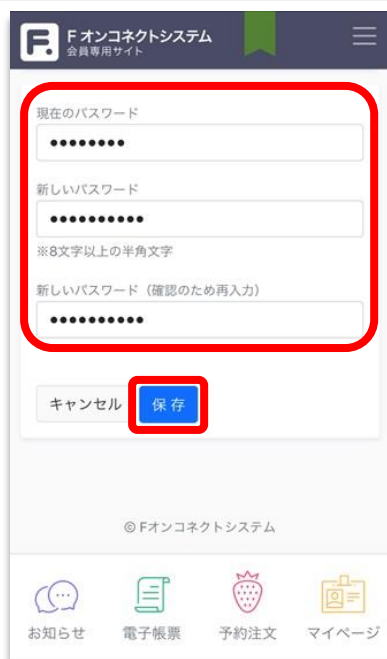 F オンコネクトシステム
会員専用サイト
現在のパスワード
••••••••
新しいパスワード
••••••••••
※8文字以上の半角文字
新しいパスワード（確認のため再入力）
••••••••••
キャンセル 保存
© Fオンコネクトシステム
お知らせ 電子帳票 予約注文 マイページ